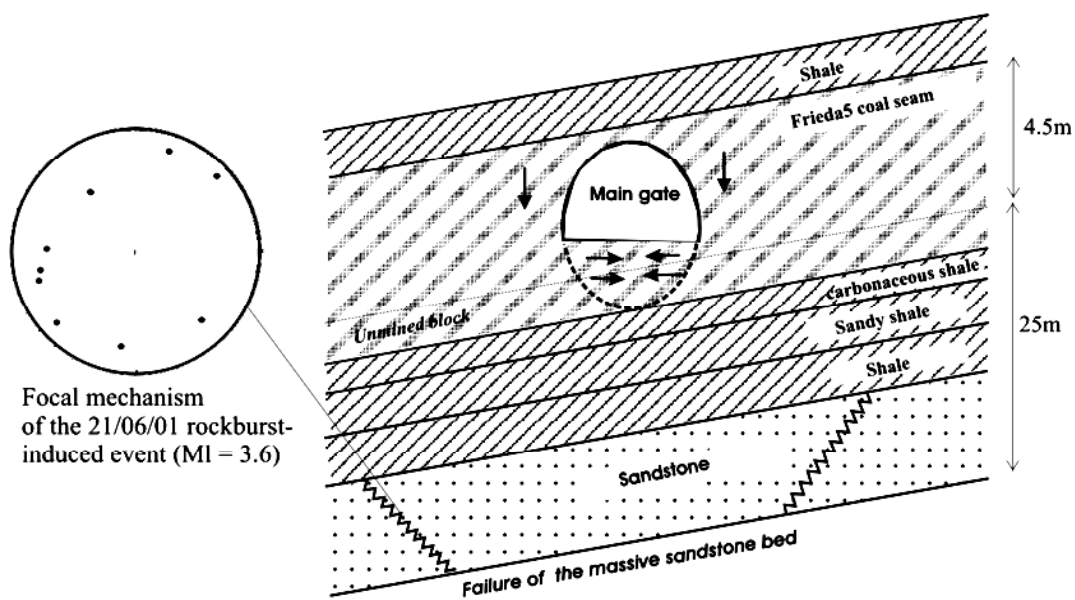 Shale
Frieda5 coal seam
4.5m
Main gate
Carbonaceous shale
Unmined block
Sandy shale
25m
Shale
Focal mechanism
of the 21/06/01 rockburst-
induced event (Ml = 3.6)
Sandstone
Failure of the massive sandstone bed